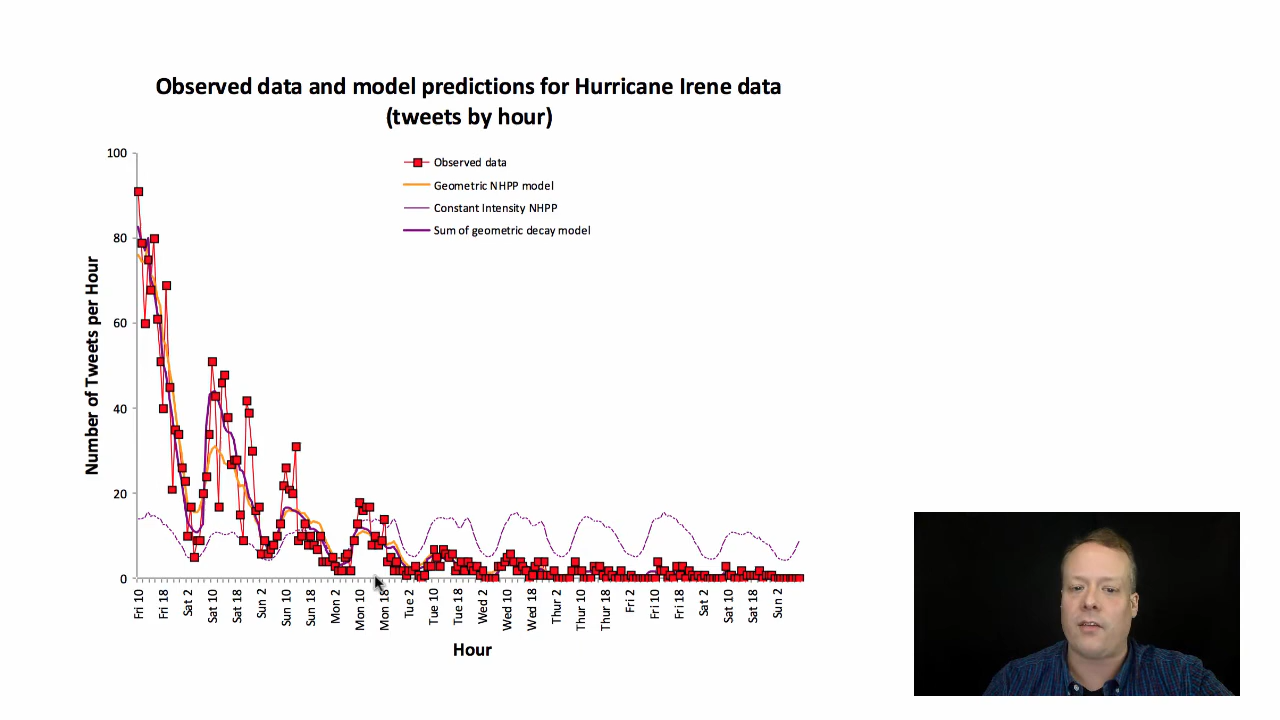 Observed data and model predictions for Hurricane Irene data
(tweets by hour)
Observed data
Geometric NHPP model
Constant Intensity NHPP
Sum of geometric decay model
Number of Tweets per Hour
100
80
60
40
20
0
Fri 10
Fri 18
Sat 2
Sat 10
Sat 18
Sun 2
Sun 10
Sun 18
Mon 2
Mon 10
Mon 18
Tue 2
Tue 10
Tue 18
Wed 2
Wed 10
Wed 18
Thur 2
Thur 10
Thur 18
Fri 2
Fri 10
Fri 18
Sat 2
Sat 10
Sat 18
Sun 2
Hour